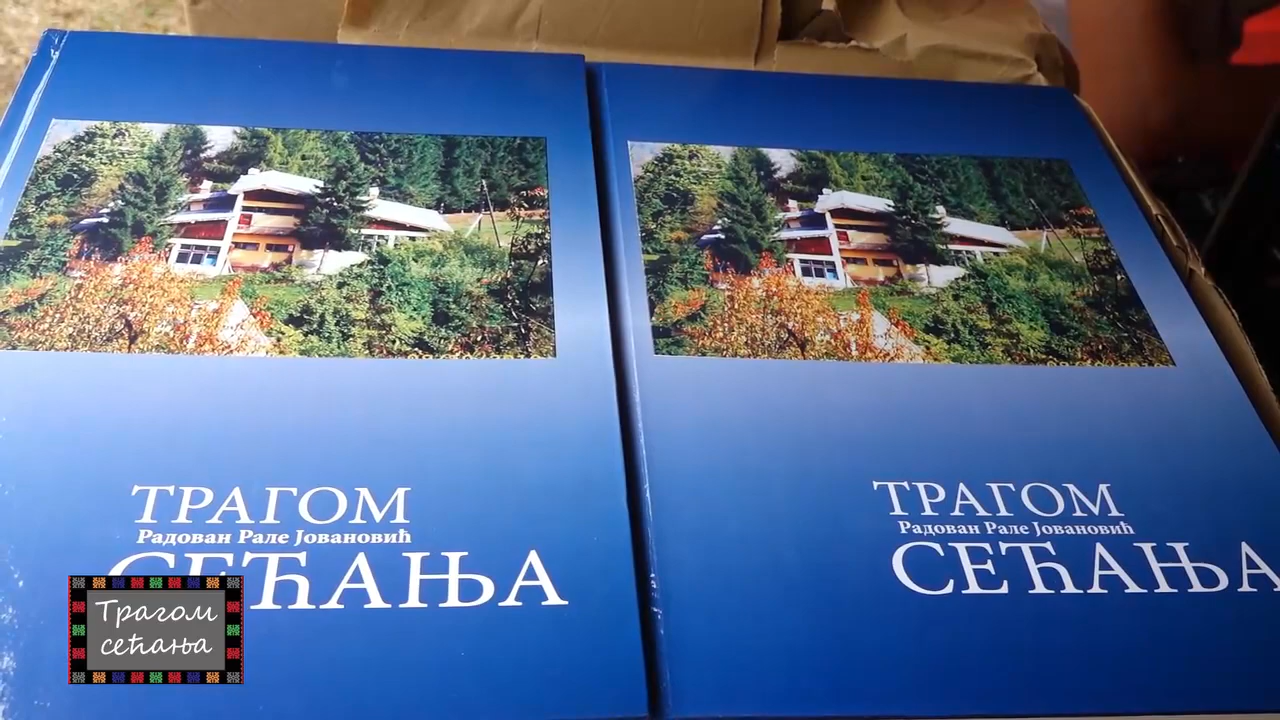 ТРАГОМ
Радован Рале Јовановић
СЕЋАЊА
ТРАГОМ
Радован Рале Јовановић
СЕЋАЊА
Трагом
сећања